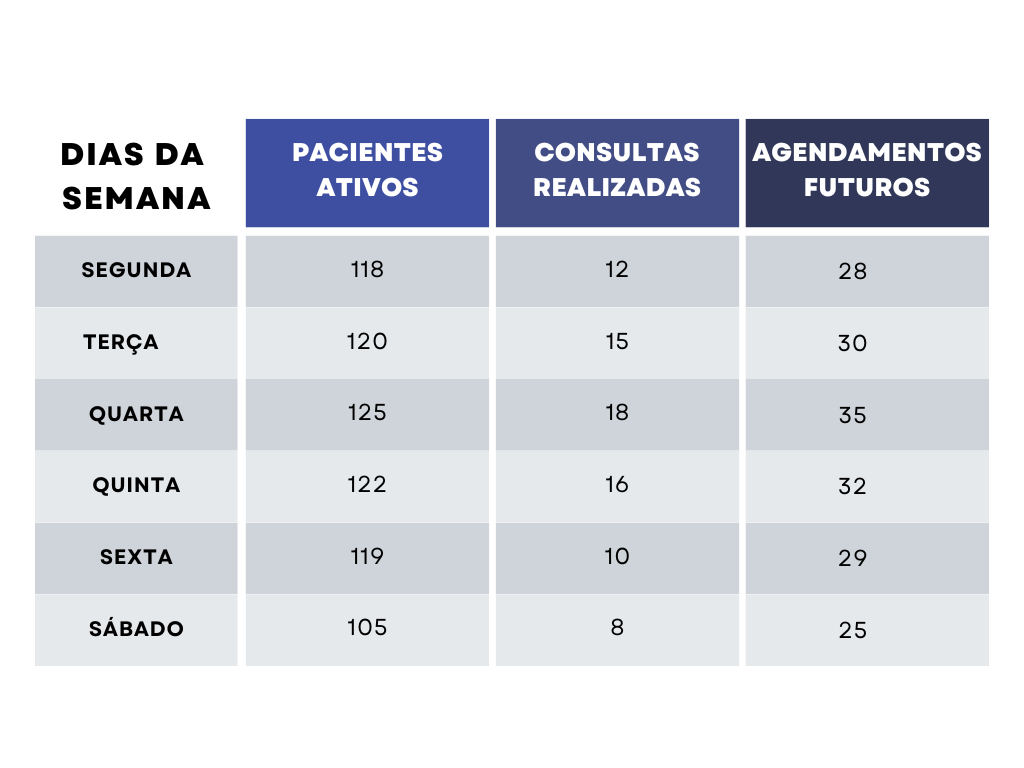 DIAS DA SEMANA PACIENTES ATIVOS CONSULTAS REALIZADAS AGENDAMENTOS FUTUROS
SEGUNDA 118 12 28
TERÇA 120 15 30
QUARTA 125 18 35
QUINTA 122 16 32
SEXTA 119 10 29
SÁBADO 105 8 25